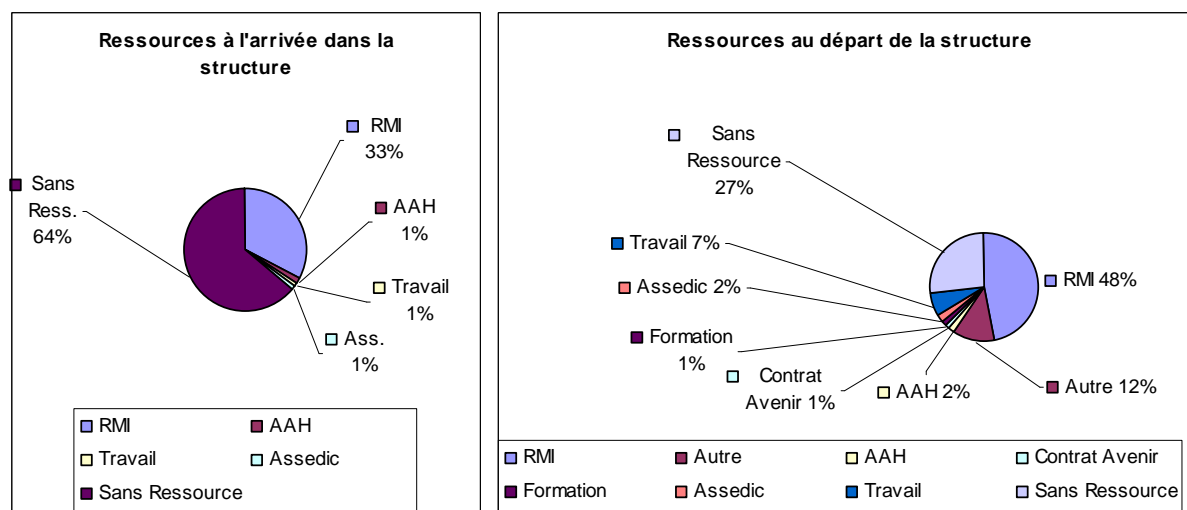 Ressources à l'arrivée dans la
structure
RMI
33%
Sans
Ress.
64%
AAH
1%
Travail
1%
Ass.
1%
RMI
AAH
Travail
Assedic
Sans Ressource
Ressources au départ de la structure
Sans
Ressource
27%
Travail 7%
RMI 48%
Assedic 2%
Formation
1%
Contrat
Avenir 1%
AAH 2%
Autre 12%
RMI
Autre
AAH
Contrat Avenir
Formation
Assedic
Travail
Sans Ressource